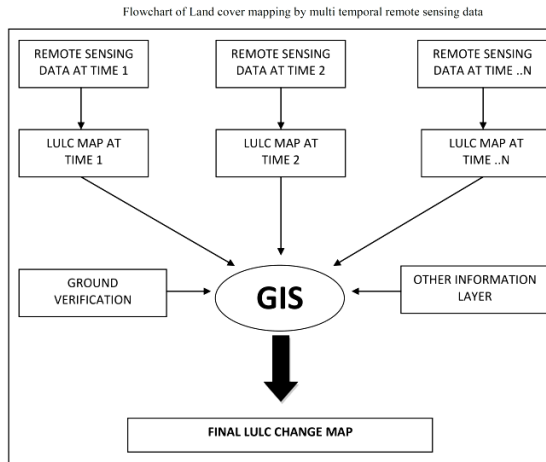 Flowchart of Land cover mapping by multi temporal remote sensing data
REMOTE SENSING
DATA AT TIME 1
REMOTE SENSING
DATA AT TIME 2
REMOTE SENSING
DATA AT TIME ..N
LULC MAP AT
TIME 1
LULC MAP AT
TIME 2
LULC MAP AT
TIME ..N
GROUND
VERIFICATION
GIS
OTHER INFORMATION
LAYER
FINAL LULC CHANGE MAP